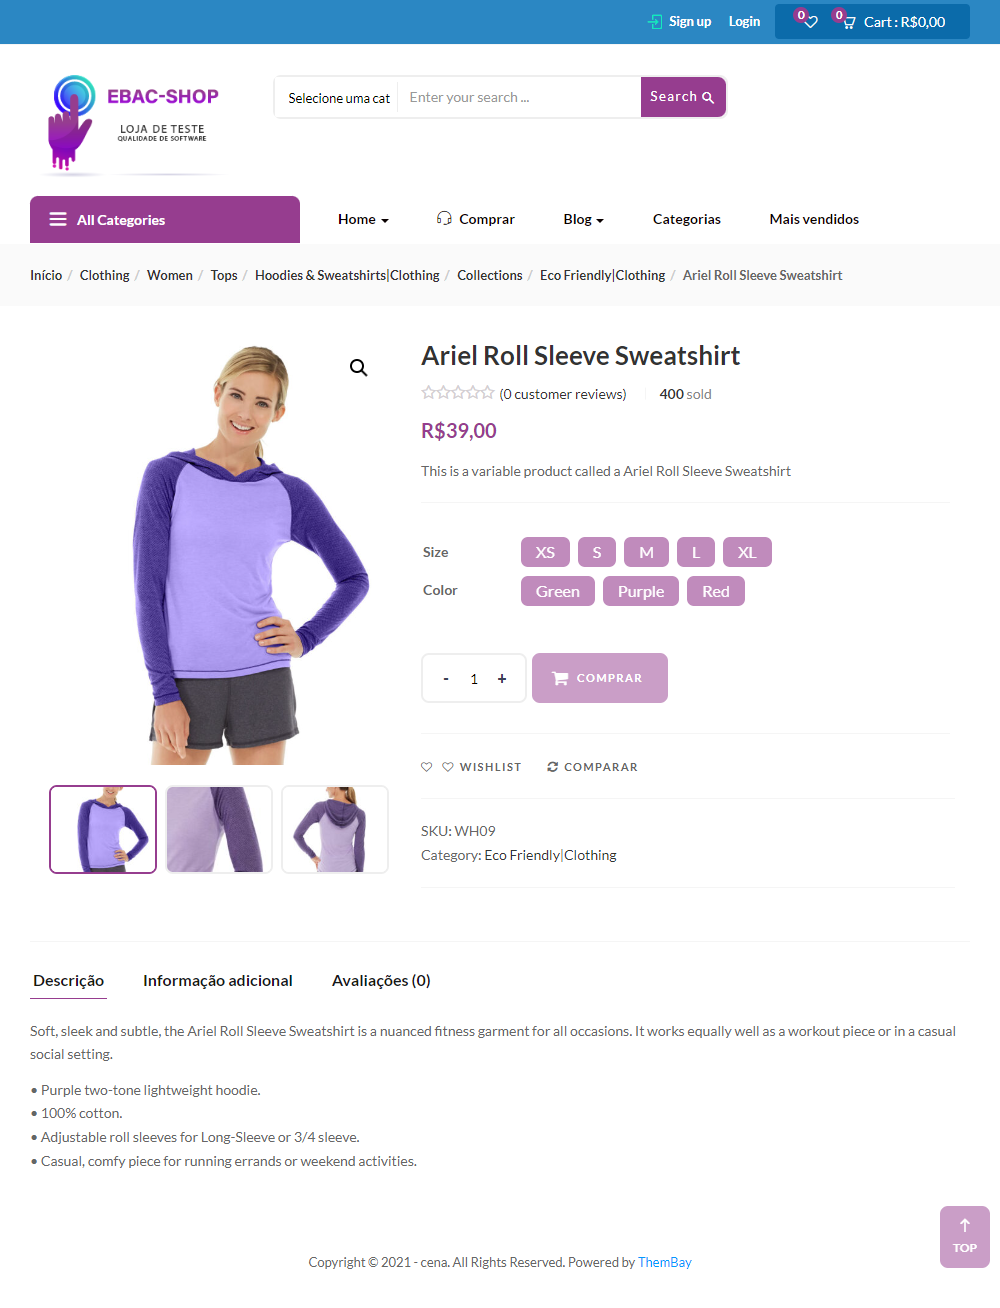 Sign up Login 0 0 Cart : R$0,00
EBAC-SHOP
LOJA DE TESTE
QUALIDADE DE SOFTWARE
Selecione uma cat Enter your search ... Search
All Categories Home Comprar Blog Categorias Mais vendidos
Início / Clothing / Women / Tops / Hoodies & Sweatshirts|Clothing / Collections / Eco Friendly|Clothing / Ariel Roll Sleeve Sweatshirt
Ariel Roll Sleeve Sweatshirt
(0 customer reviews) 400 sold
R$39,00
This is a variable product called a Ariel Roll Sleeve Sweatshirt
Size XS S M L XL
Color Green Purple Red
- 1 + COMPRAR
WISHLIST COMPARAR
SKU: WH09
Category: Eco Friendly|Clothing
Descrição Informação adicional Avaliações (0)
Soft, sleek and subtle, the Ariel Roll Sleeve Sweatshirt is a nuanced fitness garment for all occasions. It works equally well as a workout piece or in a casual
social setting.
• Purple two-tone lightweight hoodie.
• 100% cotton.
• Adjustable roll sleeves for Long-Sleeve or 3/4 sleeve.
• Casual, comfy piece for running errands or weekend activities.
TOP
Copyright © 2021 - cena. All Rights Reserved. Powered by ThemBay